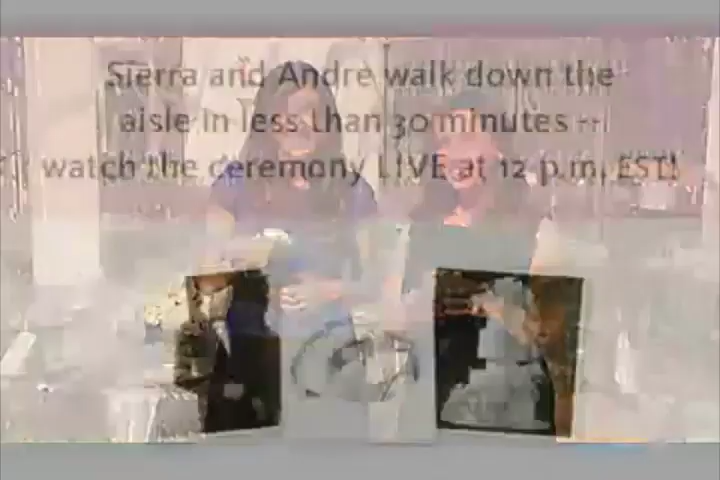 Sierra and Andre walk down the
aisle in less than 30 minutes --
watch the ceremony LIVE at 12 p.m. EST!